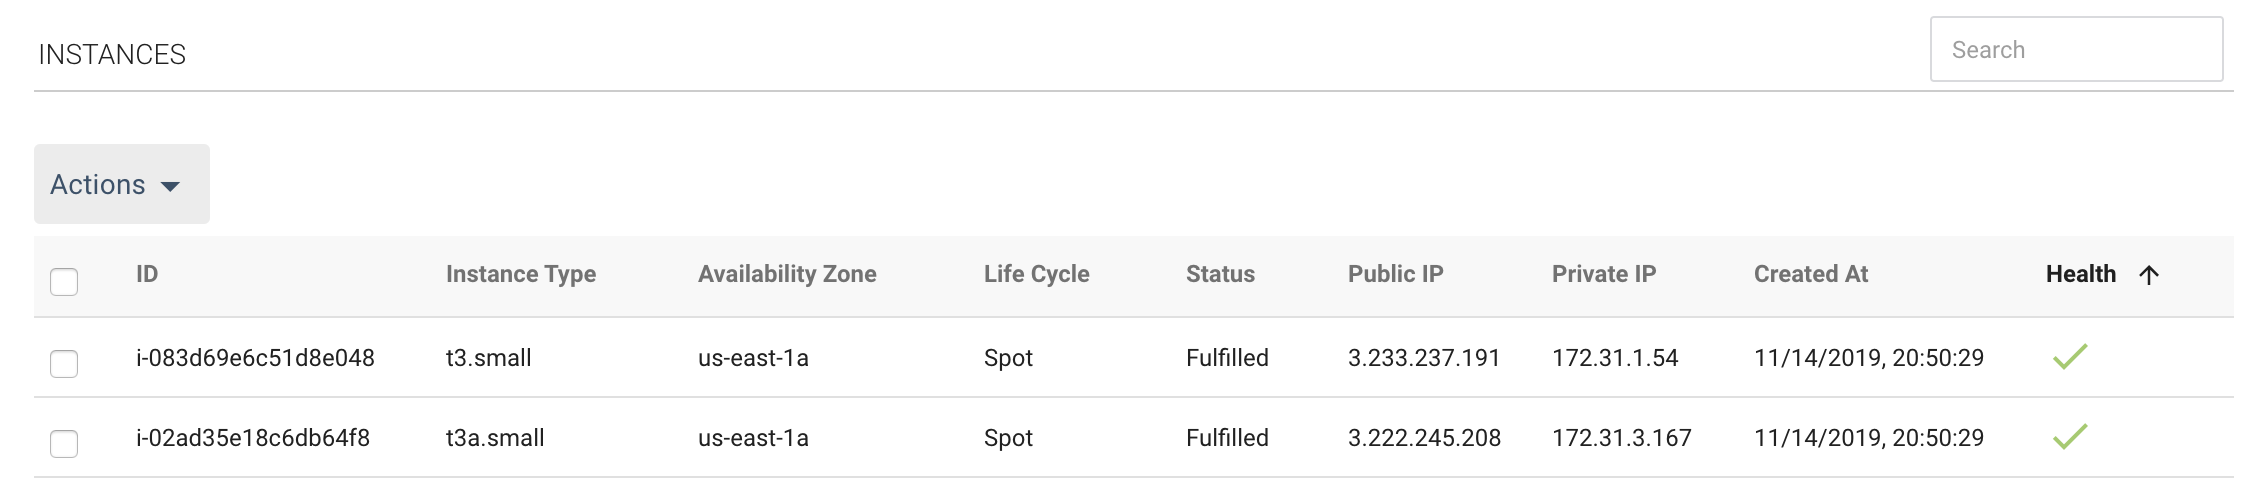 INSTANCES
Search
Actions
ID Instance Type Availability Zone Life Cycle Status Public IP Private IP Created At Health
i-083d69e6c51d8e048 t3.small us-east-1a Spot Fulfilled 3.233.237.191 172.31.1.54 11/14/2019, 20:50:29
i-02ad35e18c6db64f8 t3a.small us-east-1a Spot Fulfilled 3.222.245.208 172.31.3.167 11/14/2019, 20:50:29